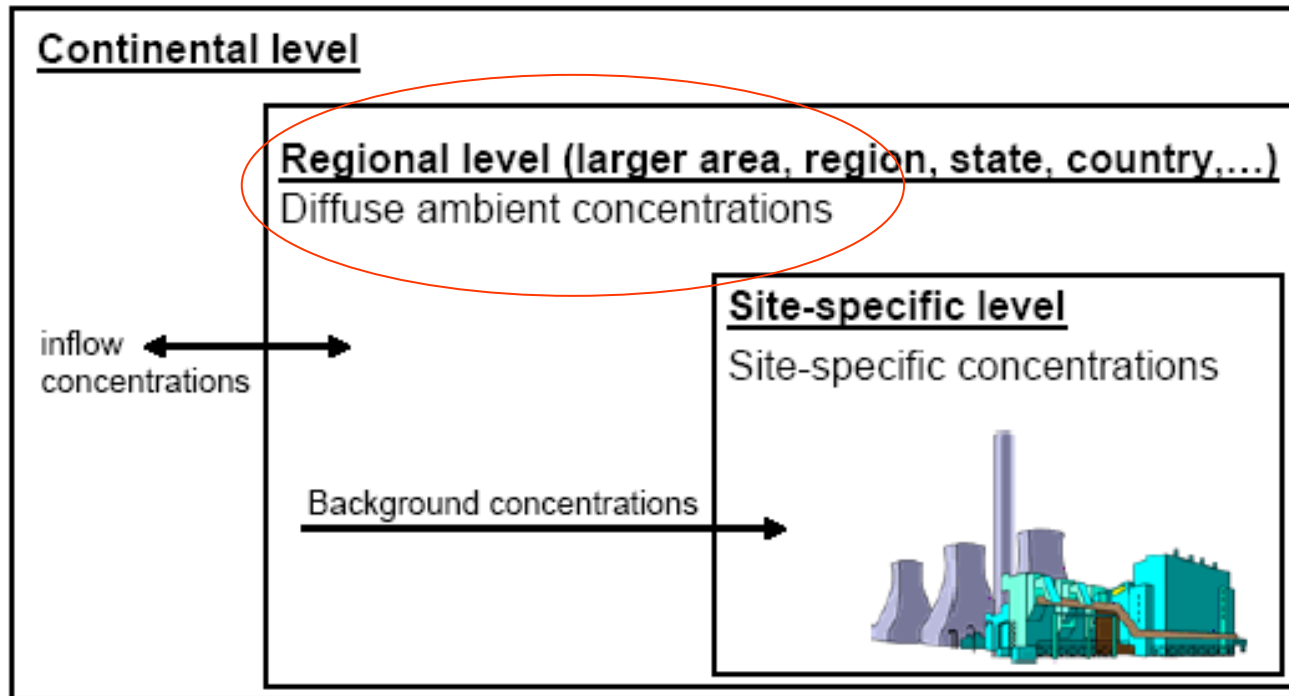 Continental level
Regional level (larger area, region, state, country,...)
Diffuse ambient concentrations
Site-specific level
Site-specific concentrations
inflow
concentrations
Background concentrations